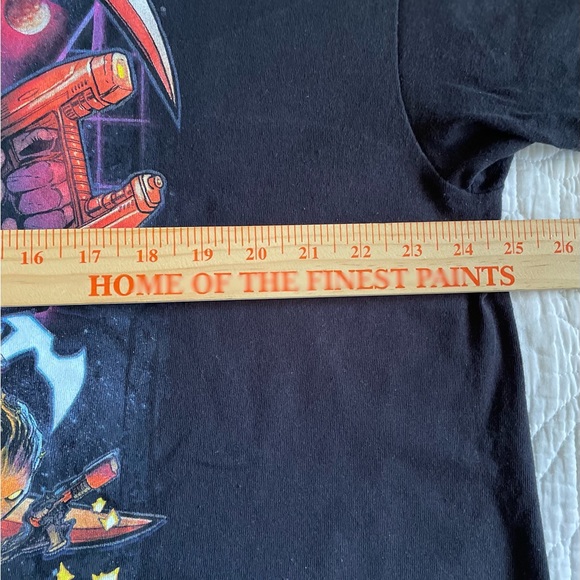 16 17 18 19 20 21 22 23 24 25 26
HOME OF THE FINEST PAINTS